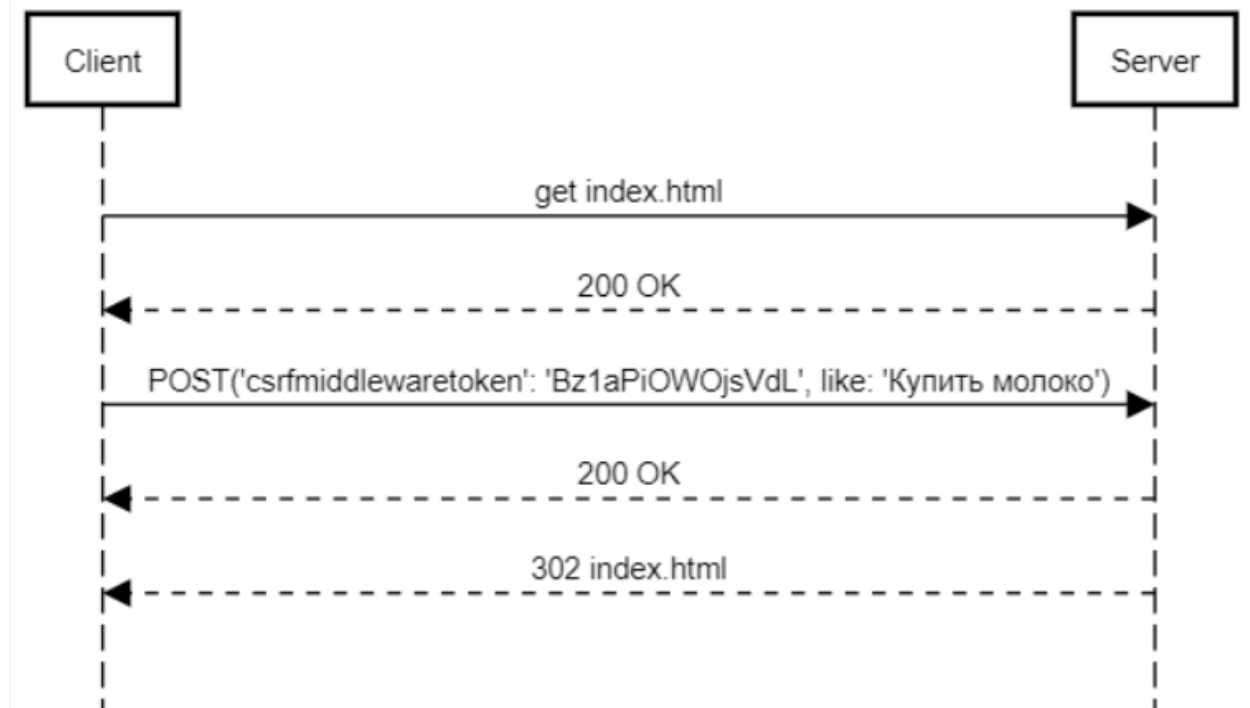 Client
Server
get index.html
200 OK
POST('csrfmiddlewaretoken': 'Bz1aPiOWOjsVdL', like: 'Купить молоко')
200 OK
302 index.html